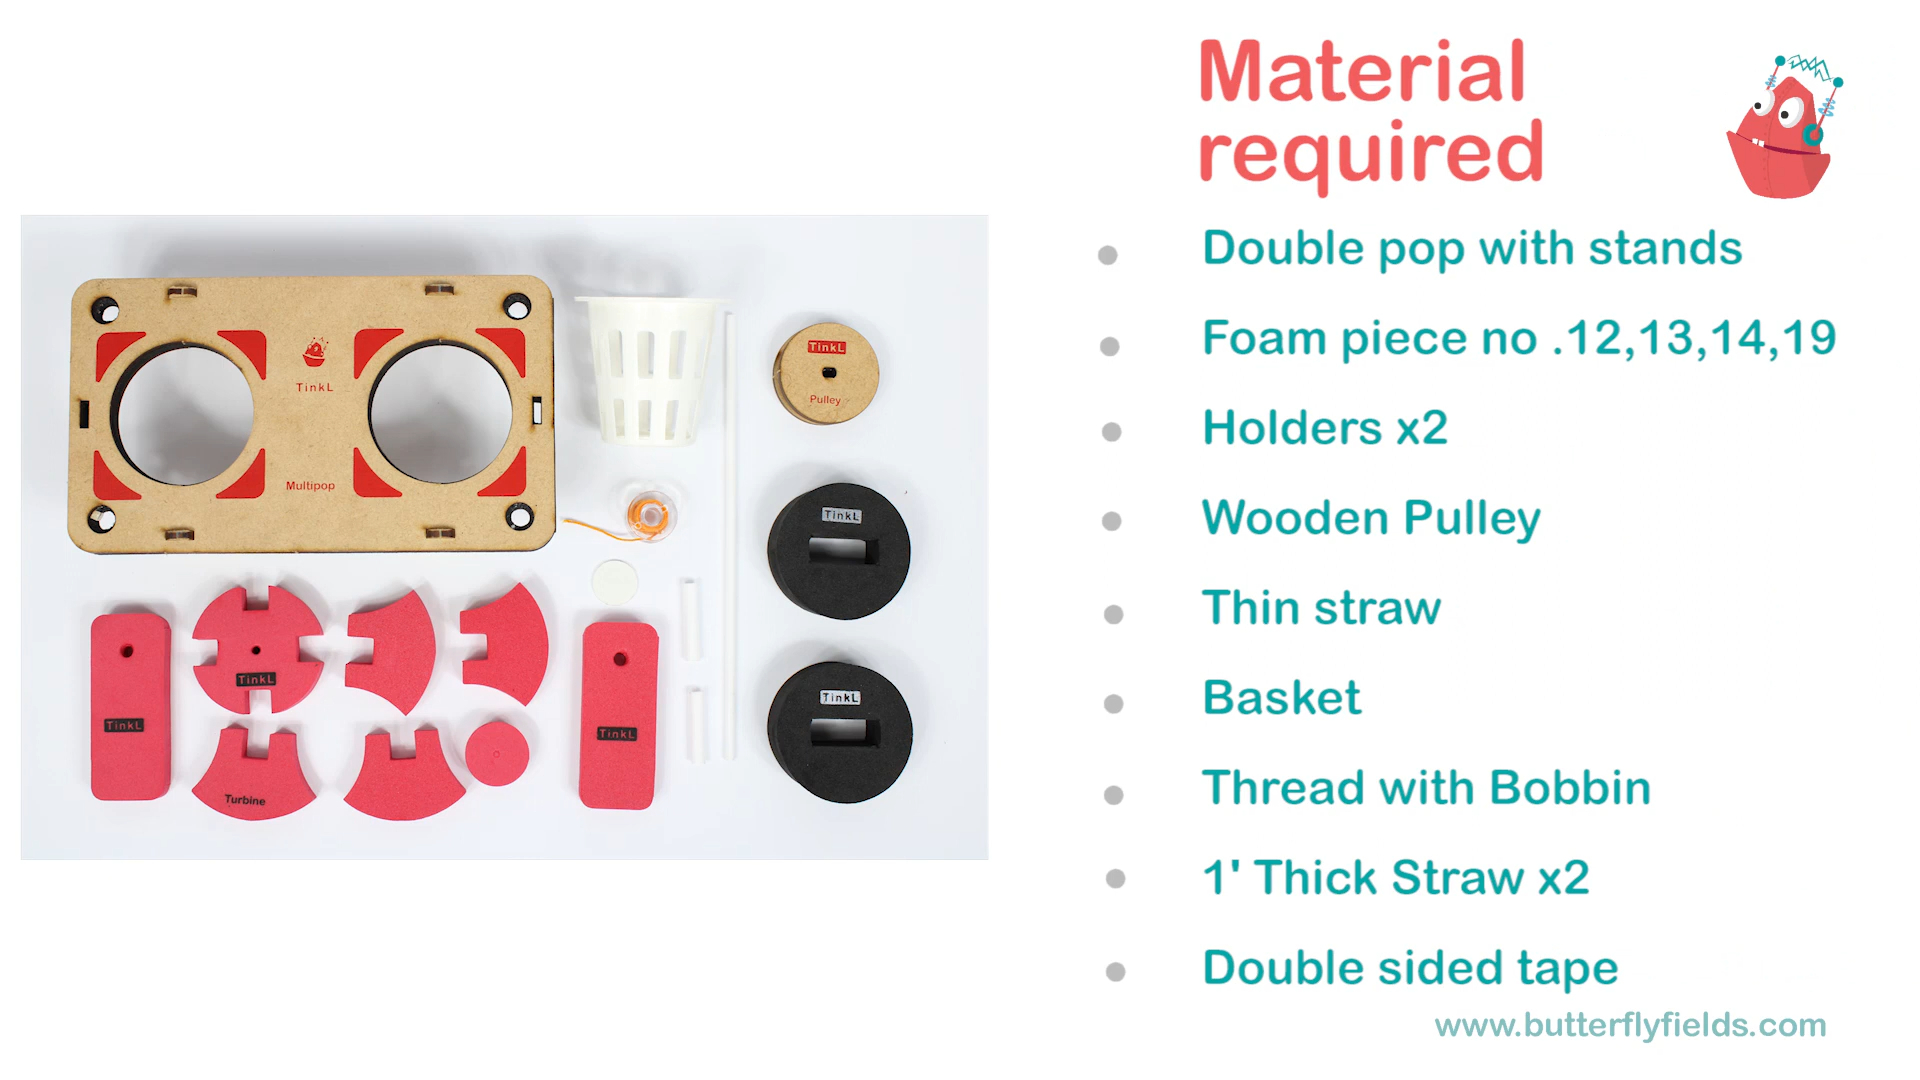 Material
required
Double pop with stands
Foam piece no .12,13,14,19
Holders x2
Wooden Pulley
Thin straw
Basket
Thread with Bobbin
1' Thick Straw x2
Double sided tape
www.butterflyfields.com
TinkL
Multipop
TinkL
Pulley
TinkL
TinkL
TinkL
TinkL
TinkL
Turbine